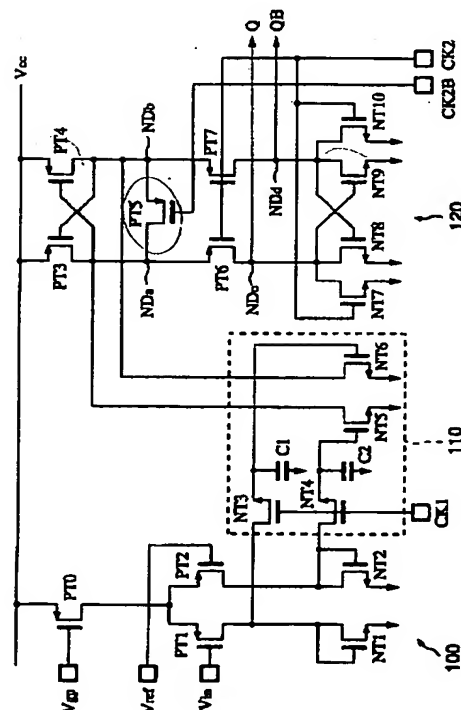 Vcc
PT0
PT3
PT4
NDa
NDb
PT5
PT6
PT7
NDc
NDd
Q
QB
Vgp
Vref
Vin
PT1
PT2
NT3
NT4
C1
C2
NT5
NT6
NT7
NT8
NT9
NT10
NT1
NT2
CK1
CK2B
CK2
100
110
120